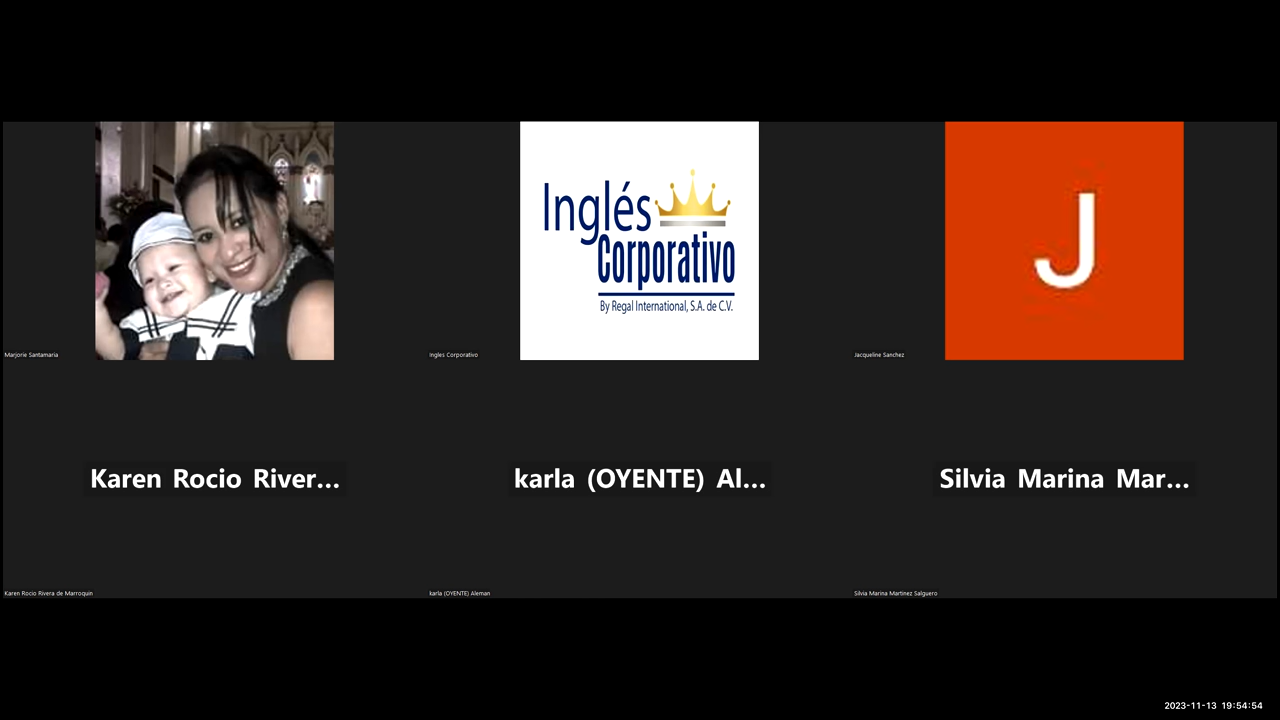 Inglés
Corporativo
By Regal International, S.A. de C.V.
J
Marjorie Santamaria
Ingles Corporativo
Jacqueline Sanchez
Karen Rocio River...
karla (OYENTE) Al...
Silvia Marina Mar...
Karen Rocio Rivera de Marroquin
karla (OYENTE) Aleman
Silvia Marina Martinez Salguero
2023-11-13 19:54:54